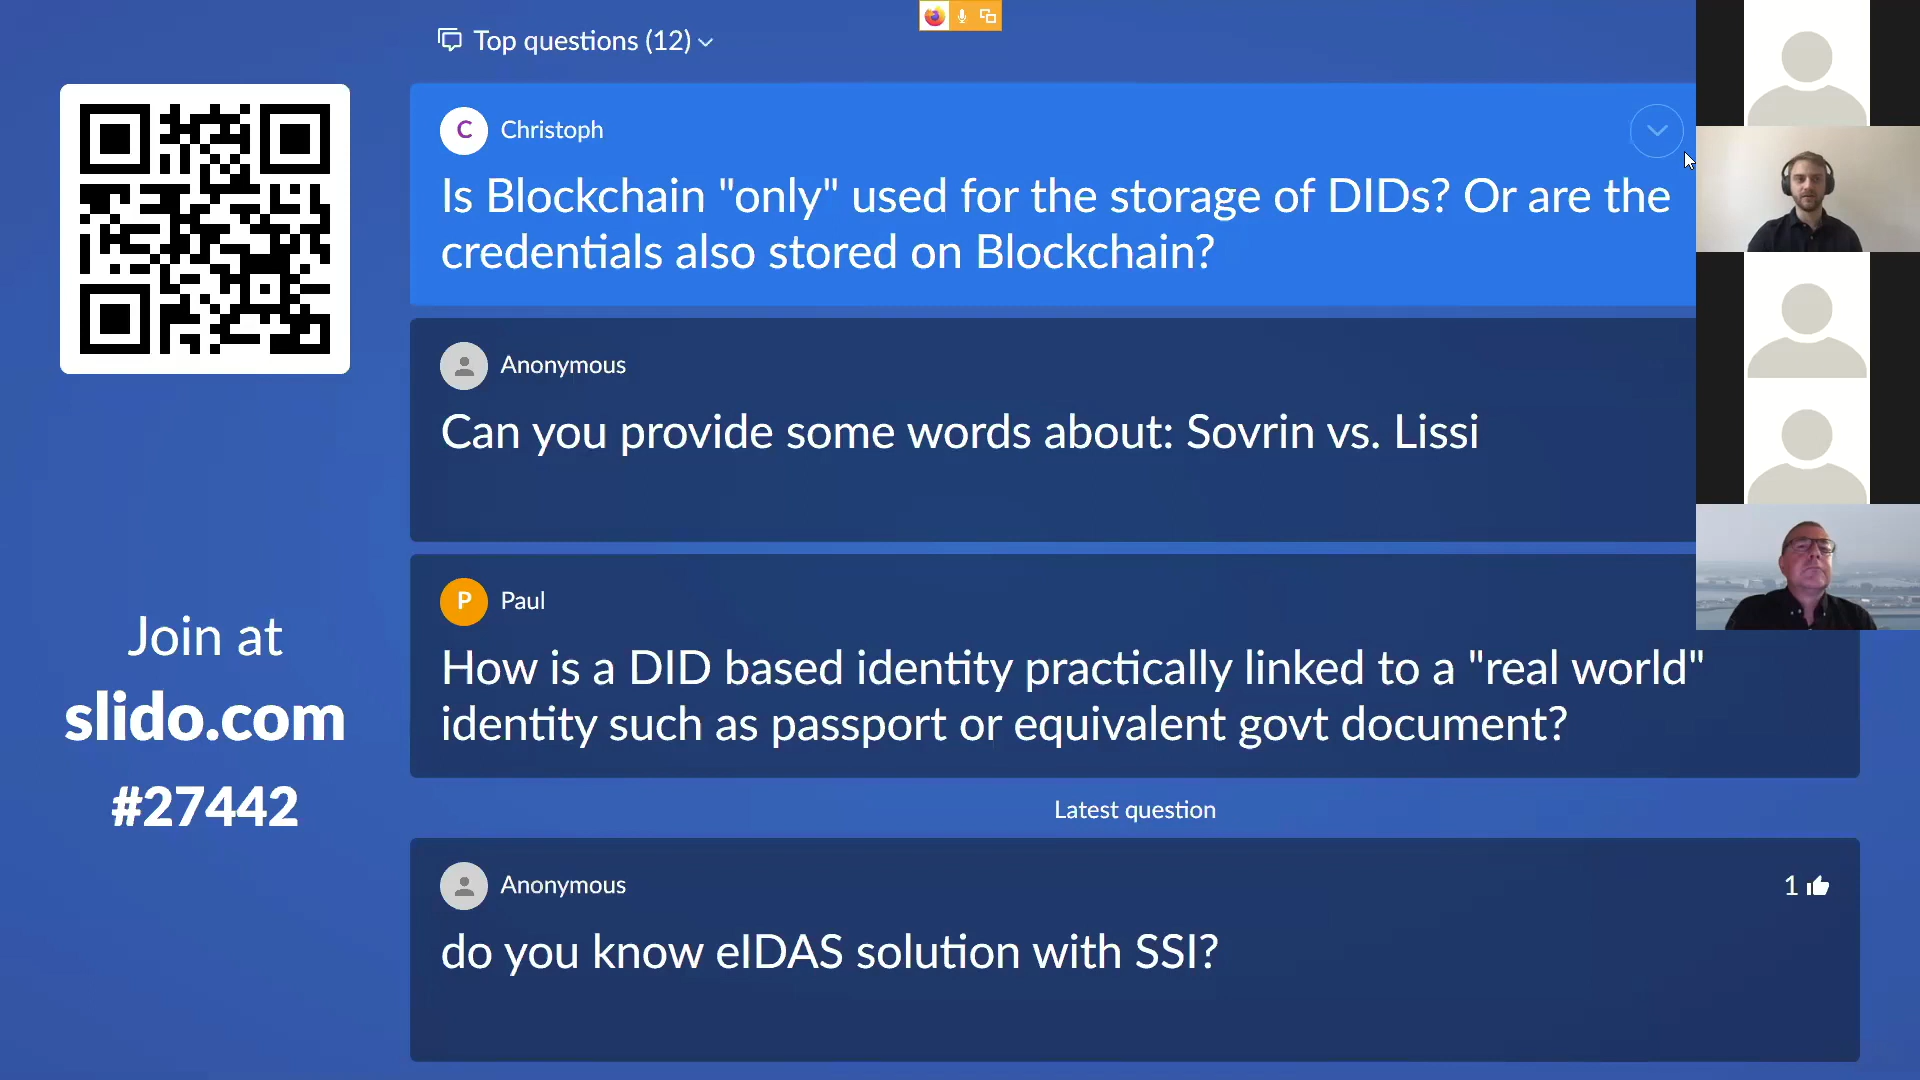 Top questions (12)
C Christoph
Is Blockchain "only" used for the storage of DIDs? Or are the
credentials also stored on Blockchain?
Anonymous
Can you provide some words about: Sovrin vs. Lissi
P Paul
How is a DID based identity practically linked to a "real world"
identity such as passport or equivalent govt document?
Latest question
Anonymous
1
do you know eIDAS solution with SSI?
Join at
slido.com
#27442